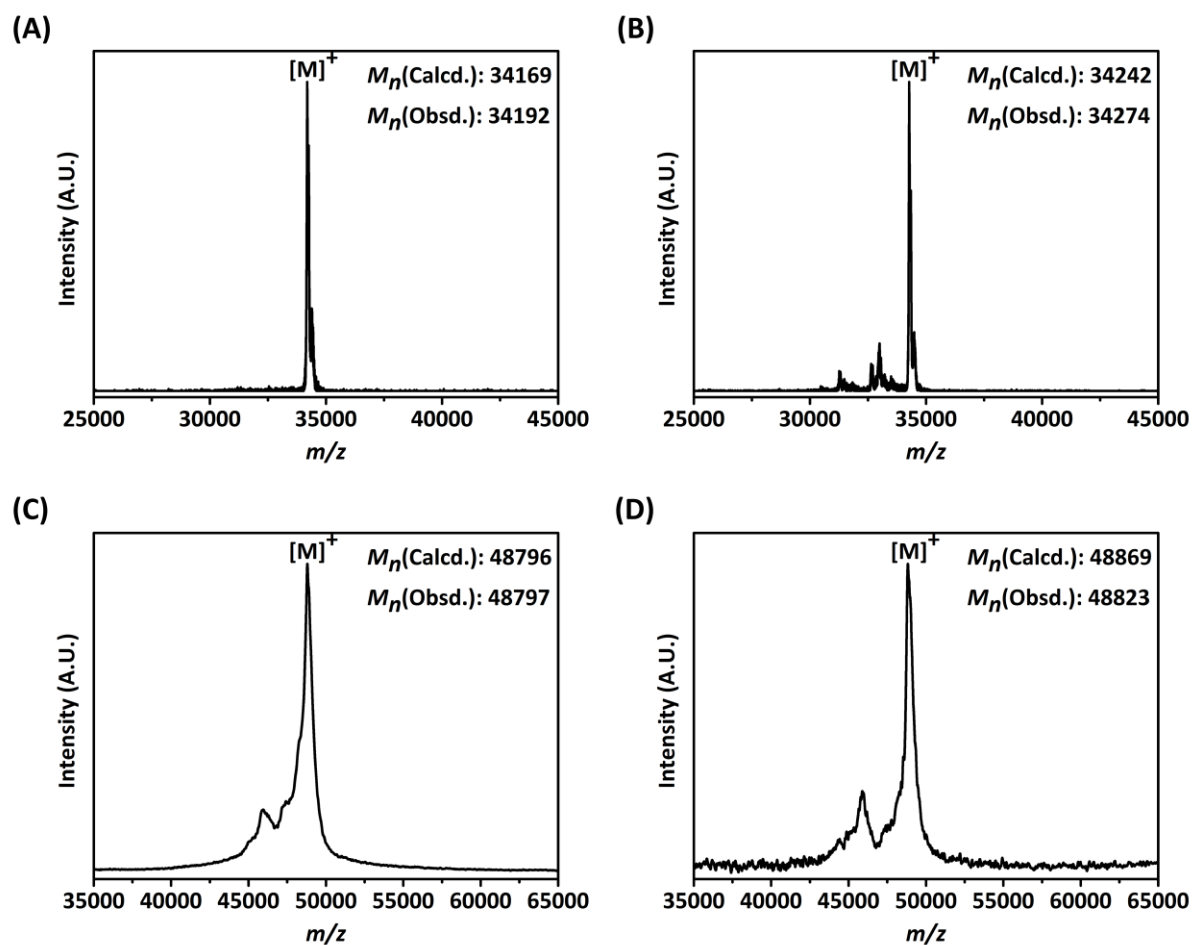 (A)
[M]+
Mn(Calcd.): 34169
Mn(Obsd.): 34192
Intensity (A.U.)
25000 30000 35000 40000 45000
m/z
(B)
[M]+
Mn(Calcd.): 34242
Mn(Obsd.): 34274
Intensity (A.U.)
25000 30000 35000 40000 45000
m/z
(C)
[M]+
Mn(Calcd.): 48796
Mn(Obsd.): 48797
Intensity (A.U.)
35000 40000 45000 50000 55000 60000 65000
m/z
(D)
[M]+
Mn(Calcd.): 48869
Mn(Obsd.): 48823
Intensity (A.U.)
35000 40000 45000 50000 55000 60000 65000
m/z